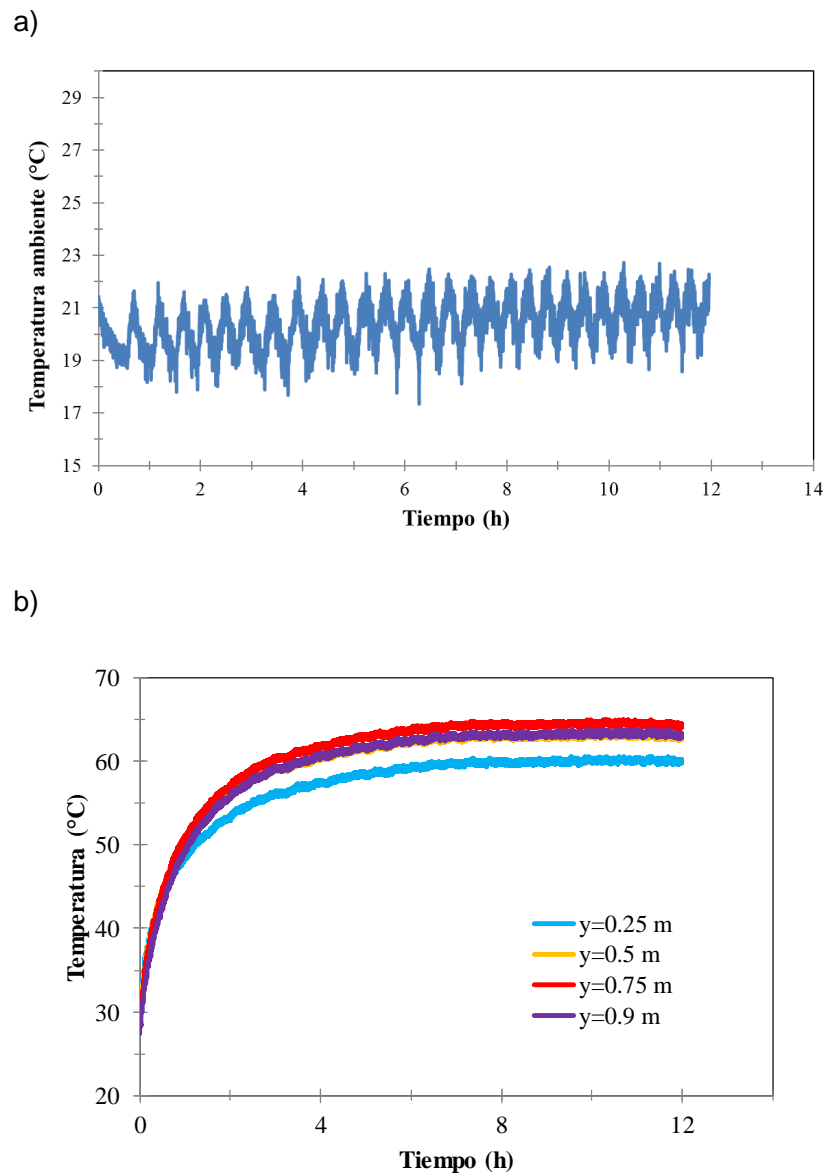 a)
29
27
25
23
21
19
17
15
Temperatura ambiente (°C)
0 2 4 6 8 10 12 14
Tiempo (h)
b)
70
60
50
40
30
20
Temperatura (°C)
y=0.25 m
y=0.5 m
y=0.75 m
y=0.9 m
0 4 8 12
Tiempo (h)